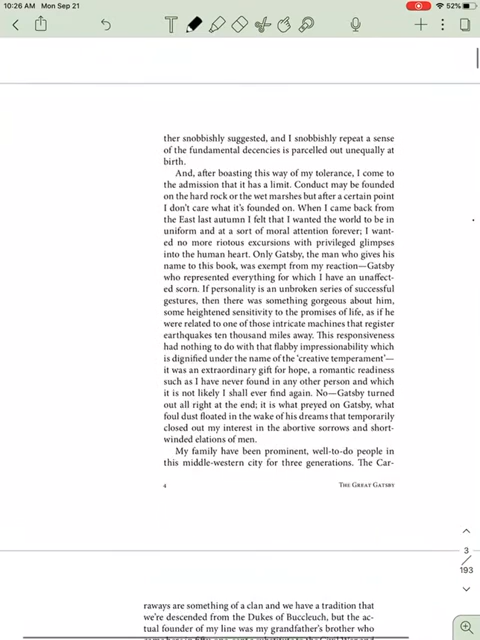 10:26 AM Mon Sep 21
52%
ther snobbishly suggested, and I snobbishly repeat a sense
of the fundamental decencies is parcelled out unequally at
birth.
And, after boasting this way of my tolerance, I come to
the admission that it has a limit. Conduct may be founded
on the hard rock or the wet marshes but after a certain point
I don't care what it's founded on. When I came back from
the East last autumn I felt that I wanted the world to be in
uniform and at a sort of moral attention forever; I want-
ed no more riotous excursions with privileged glimpses
into the human heart. Only Gatsby, the man who gives his
name to this book, was exempt from my reaction—Gatsby
who represented everything for which I have an unaffect-
ed scorn. If personality is an unbroken series of successful
gestures, then there was something gorgeous about him,
some heightened sensitivity to the promises of life, as if he
were related to one of those intricate machines that register
earthquakes ten thousand miles away. This responsiveness
had nothing to do with that flabby impressionability which
is dignified under the name of the 'creative temperament'—
it was an extraordinary gift for hope, a romantic readiness
such as I have never found in any other person and which
it is not likely I shall ever find again. No—Gatsby turned
out all right at the end; it is what preyed on Gatsby, what
foul dust floated in the wake of his dreams that temporarily
closed out my interest in the abortive sorrows and short-
winded elations of men.
My family have been prominent, well-to-do people in
this middle-western city for three generations. The Car-
4 The Great Gatsby
3
193
raways are something of a clan and we have a tradition that
we're descended from the Dukes of Buccleuch, but the ac-
tual founder of my line was my grandfather's brother who